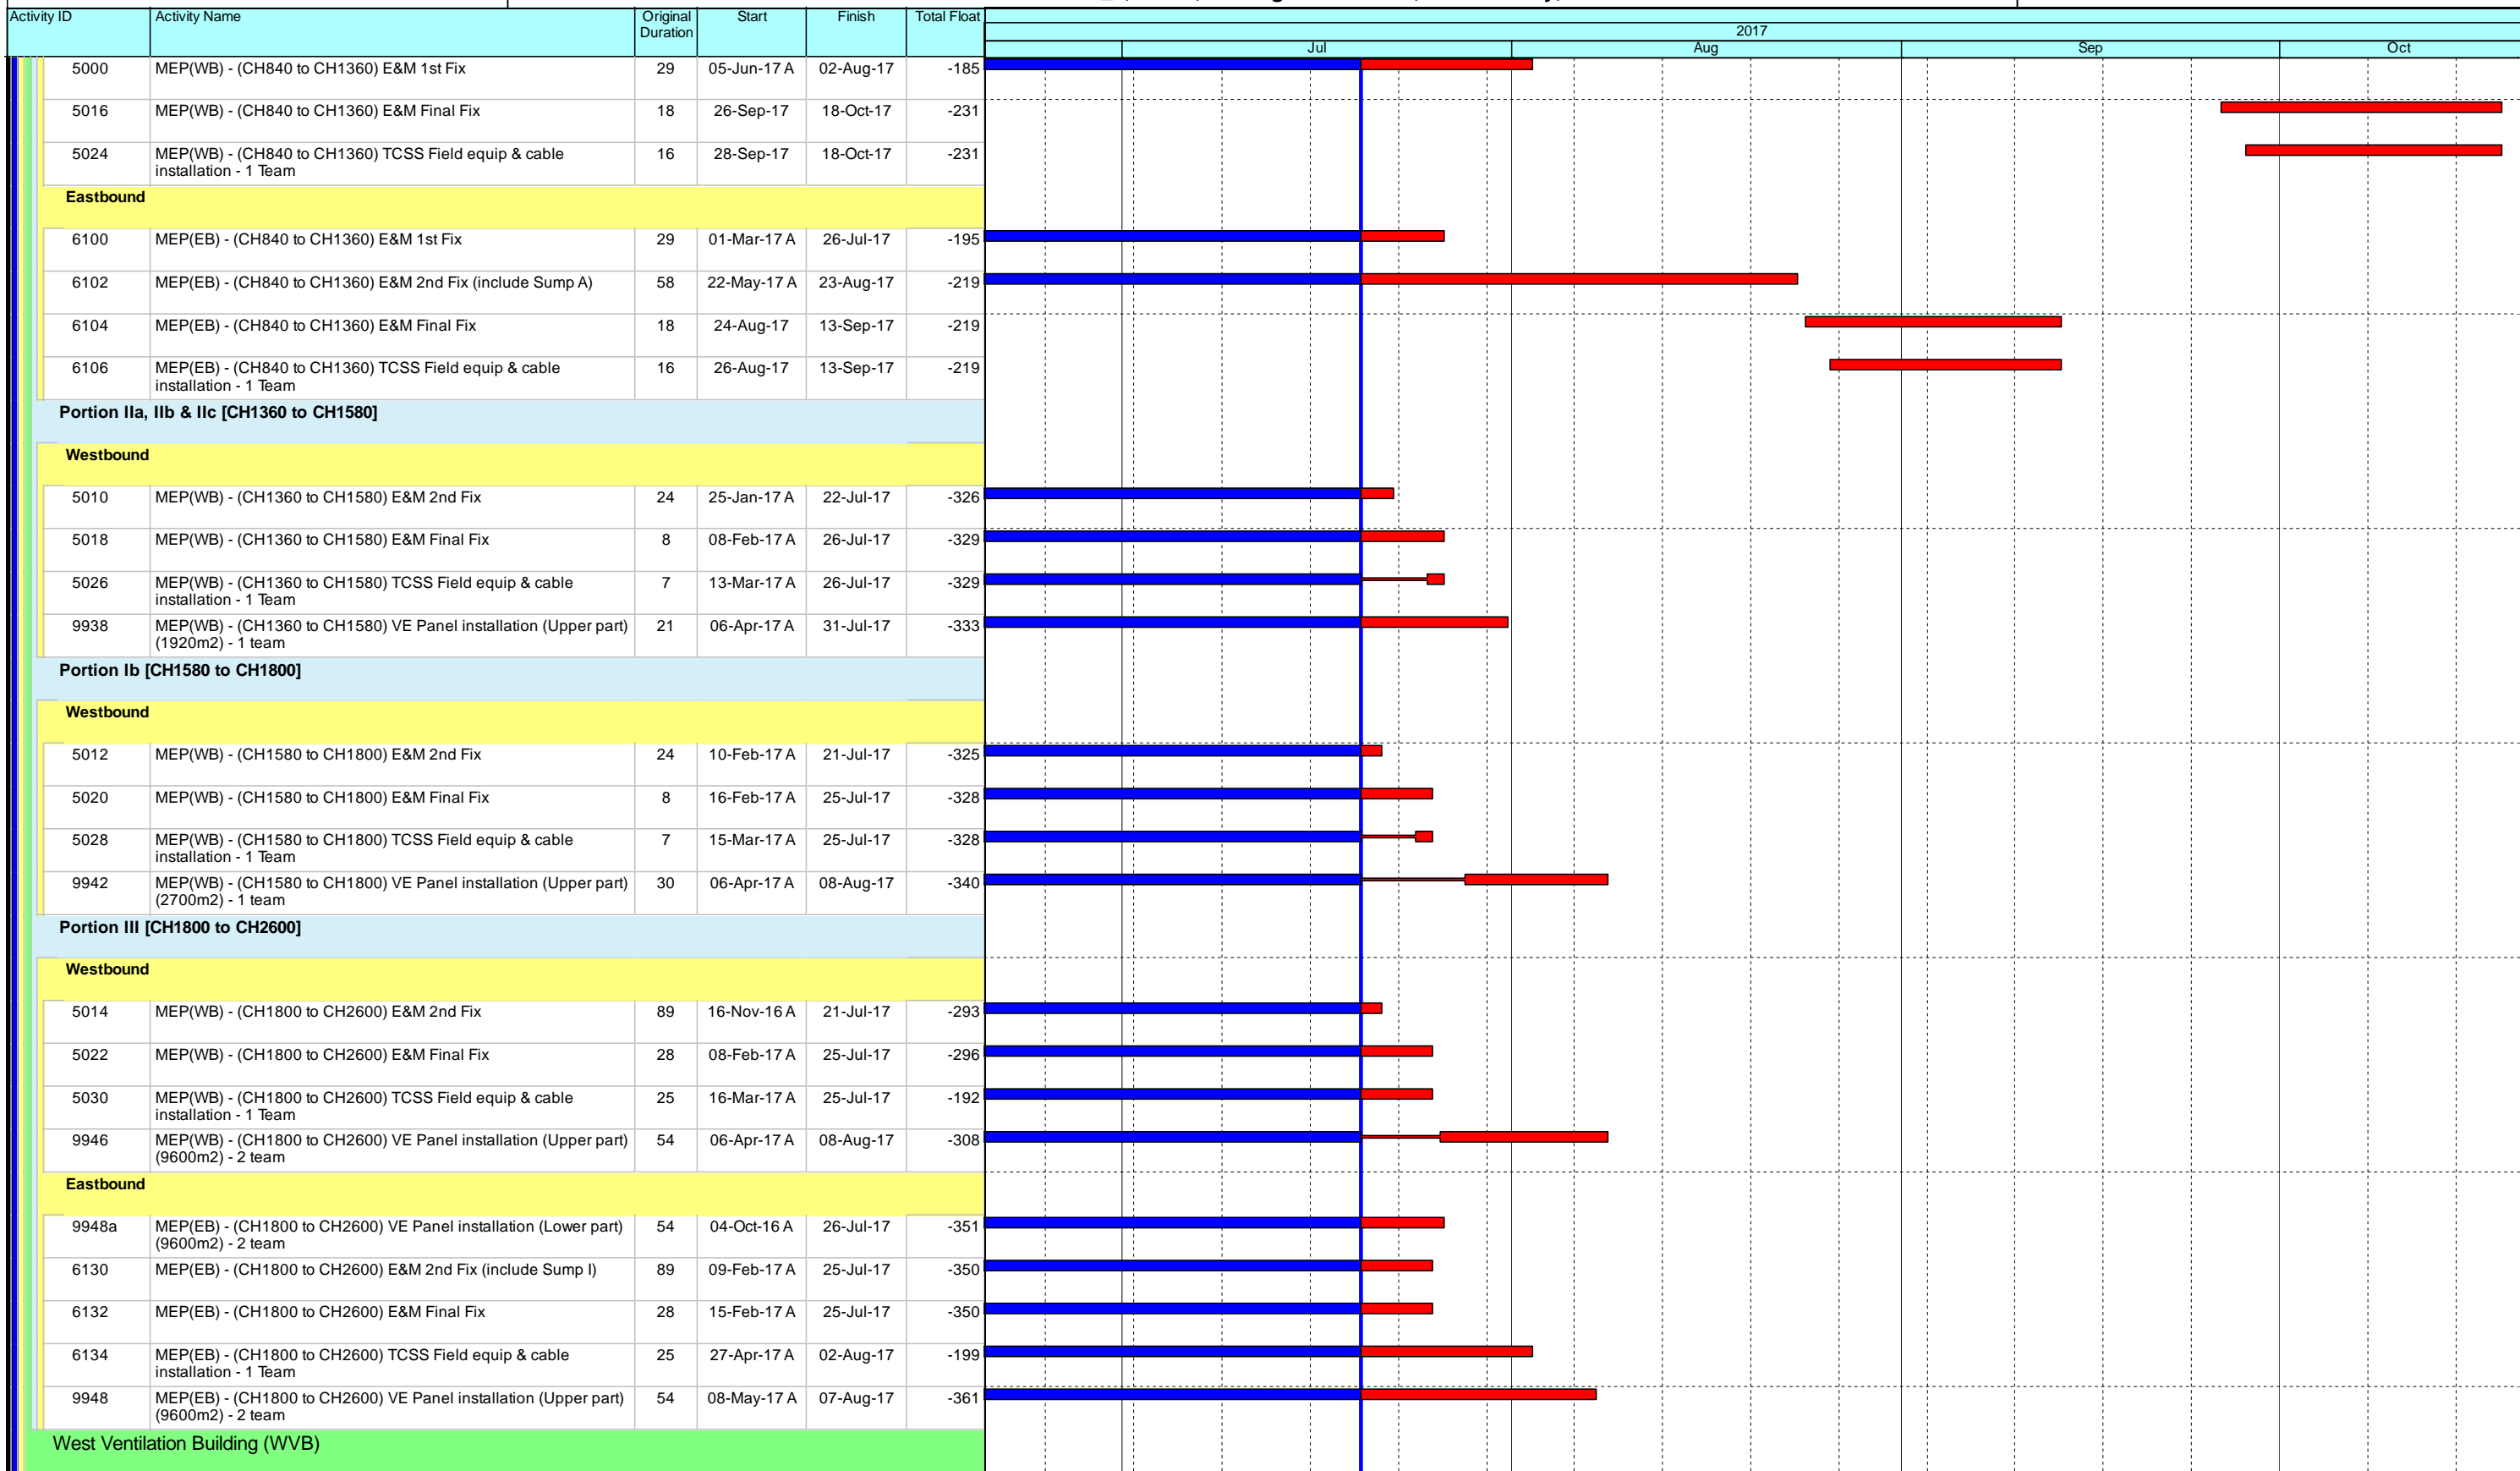 Activity ID Activity Name Original Start Finish Total Float
Duration
2017
Jul Aug Sep Oct
5000 MEP(WB) - (CH840 to CH1360) E&M 1st Fix 29 05-Jun-17 A 02-Aug-17 -185
5016 MEP(WB) - (CH840 to CH1360) E&M Final Fix 18 26-Sep-17 18-Oct-17 -231
5024 MEP(WB) - (CH840 to CH1360) TCSS Field equip & cable 16 28-Sep-17 18-Oct-17 -231
installation - 1 Team
Eastbound
6100 MEP(EB) - (CH840 to CH1360) E&M 1st Fix 29 01-Mar-17 A 26-Jul-17 -195
6102 MEP(EB) - (CH840 to CH1360) E&M 2nd Fix (include Sump A) 58 22-May-17 A 23-Aug-17 -219
6104 MEP(EB) - (CH840 to CH1360) E&M Final Fix 18 24-Aug-17 13-Sep-17 -219
6106 MEP(EB) - (CH840 to CH1360) TCSS Field equip & cable 16 26-Aug-17 13-Sep-17 -219
installation - 1 Team
Portion IIa, IIb & IIc [CH1360 to CH1580]
Westbound
5010 MEP(WB) - (CH1360 to CH1580) E&M 2nd Fix 24 25-Jan-17 A 22-Jul-17 -326
5018 MEP(WB) - (CH1360 to CH1580) E&M Final Fix 8 08-Feb-17 A 26-Jul-17 -329
5026 MEP(WB) - (CH1360 to CH1580) TCSS Field equip & cable 7 13-Mar-17 A 26-Jul-17 -329
installation - 1 Team
9938 MEP(WB) - (CH1360 to CH1580) VE Panel installation (Upper part) 21 06-Apr-17 A 31-Jul-17 -333
(1920m2) - 1 team
Portion Ib [CH1580 to CH1800]
Westbound
5012 MEP(WB) - (CH1580 to CH1800) E&M 2nd Fix 24 10-Feb-17 A 21-Jul-17 -325
5020 MEP(WB) - (CH1580 to CH1800) E&M Final Fix 8 16-Feb-17 A 25-Jul-17 -328
5028 MEP(WB) - (CH1580 to CH1800) TCSS Field equip & cable 7 15-Mar-17 A 25-Jul-17 -328
installation - 1 Team
9942 MEP(WB) - (CH1580 to CH1800) VE Panel installation (Upper part) 30 06-Apr-17 A 08-Aug-17 -340
(2700m2) - 1 team
Portion III [CH1800 to CH2600]
Westbound
5014 MEP(WB) - (CH1800 to CH2600) E&M 2nd Fix 89 16-Nov-16 A 21-Jul-17 -293
5022 MEP(WB) - (CH1800 to CH2600) E&M Final Fix 28 08-Feb-17 A 25-Jul-17 -296
5030 MEP(WB) - (CH1800 to CH2600) TCSS Field equip & cable 25 16-Mar-17 A 25-Jul-17 -192
installation - 1 Team
9946 MEP(WB) - (CH1800 to CH2600) VE Panel installation (Upper part) 54 06-Apr-17 A 08-Aug-17 -308
(9600m2) - 2 team
Eastbound
9948a MEP(EB) - (CH1800 to CH2600) VE Panel installation (Lower part) 54 04-Oct-16 A 26-Jul-17 -351
(9600m2) - 2 team
6130 MEP(EB) - (CH1800 to CH2600) E&M 2nd Fix (include Sump I) 89 09-Feb-17 A 25-Jul-17 -350
6132 MEP(EB) - (CH1800 to CH2600) E&M Final Fix 28 15-Feb-17 A 25-Jul-17 -350
6134 MEP(EB) - (CH1800 to CH2600) TCSS Field equip & cable 25 27-Apr-17 A 02-Aug-17 -199
installation - 1 Team
9948 MEP(EB) - (CH1800 to CH2600) VE Panel installation (Upper part) 54 08-May-17 A 07-Aug-17 -361
(9600m2) - 2 team
West Ventilation Building (WVB)